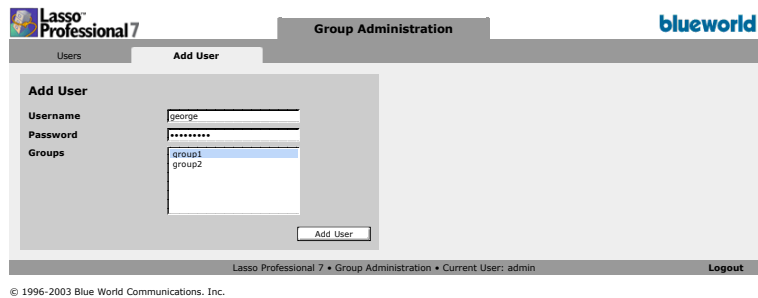 Lasso™
Professional 7
Group Administration
blueworld
Users
Add User
Add User
Username
george
Password
•••••••••
Groups
group1
group2
Add User
Lasso Professional 7 • Group Administration • Current User: admin
Logout
© 1996-2003 Blue World Communications. Inc.